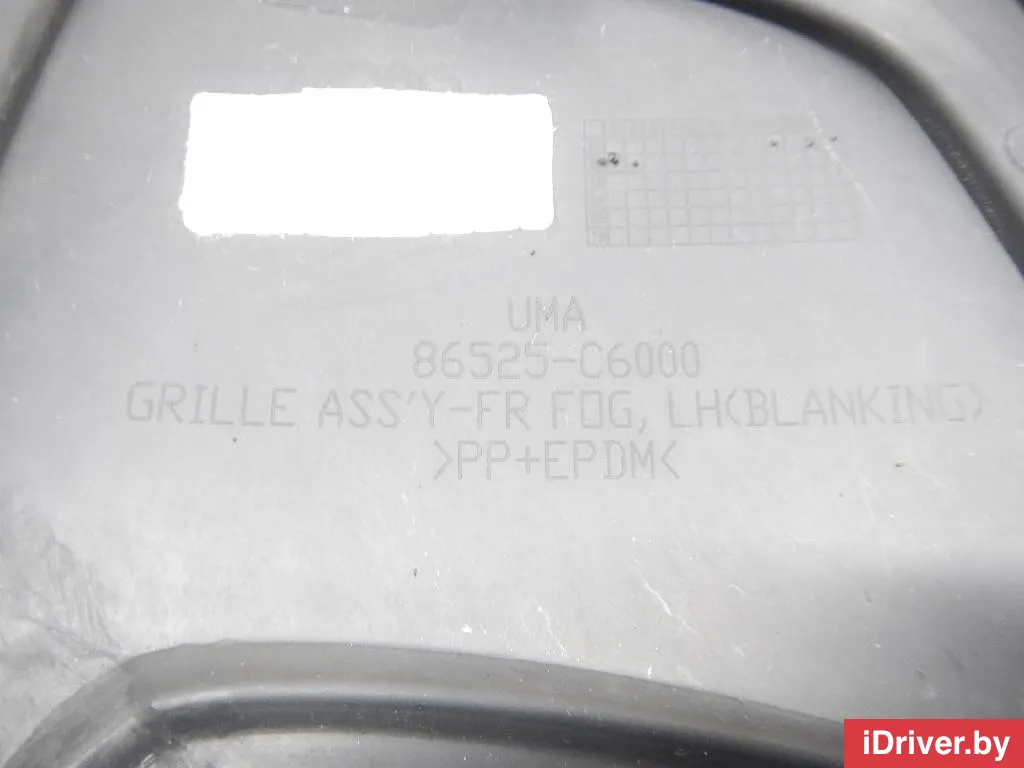 UMA
86525-C6000
GRILLE ASS'Y-FR FOG, LH(BLANKING)
>PP+EPDM<
iDriver.by